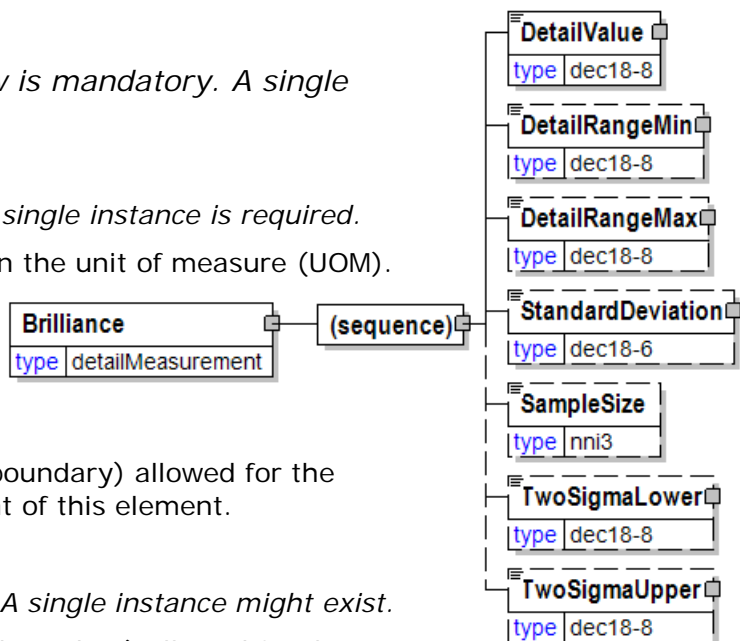 is mandatory. A single
single instance is required.
the unit of measure (UOM).
boundary) allowed for the
of this element.
A single instance might exist.
Brilliance
type detailMeasurement
(sequence)
DetailValue
type dec18-8
DetailRangeMin
type dec18-8
DetailRangeMax
type dec18-8
StandardDeviation
type dec18-6
SampleSize
type nni3
TwoSigmaLower
type dec18-8
TwoSigmaUpper
type dec18-8